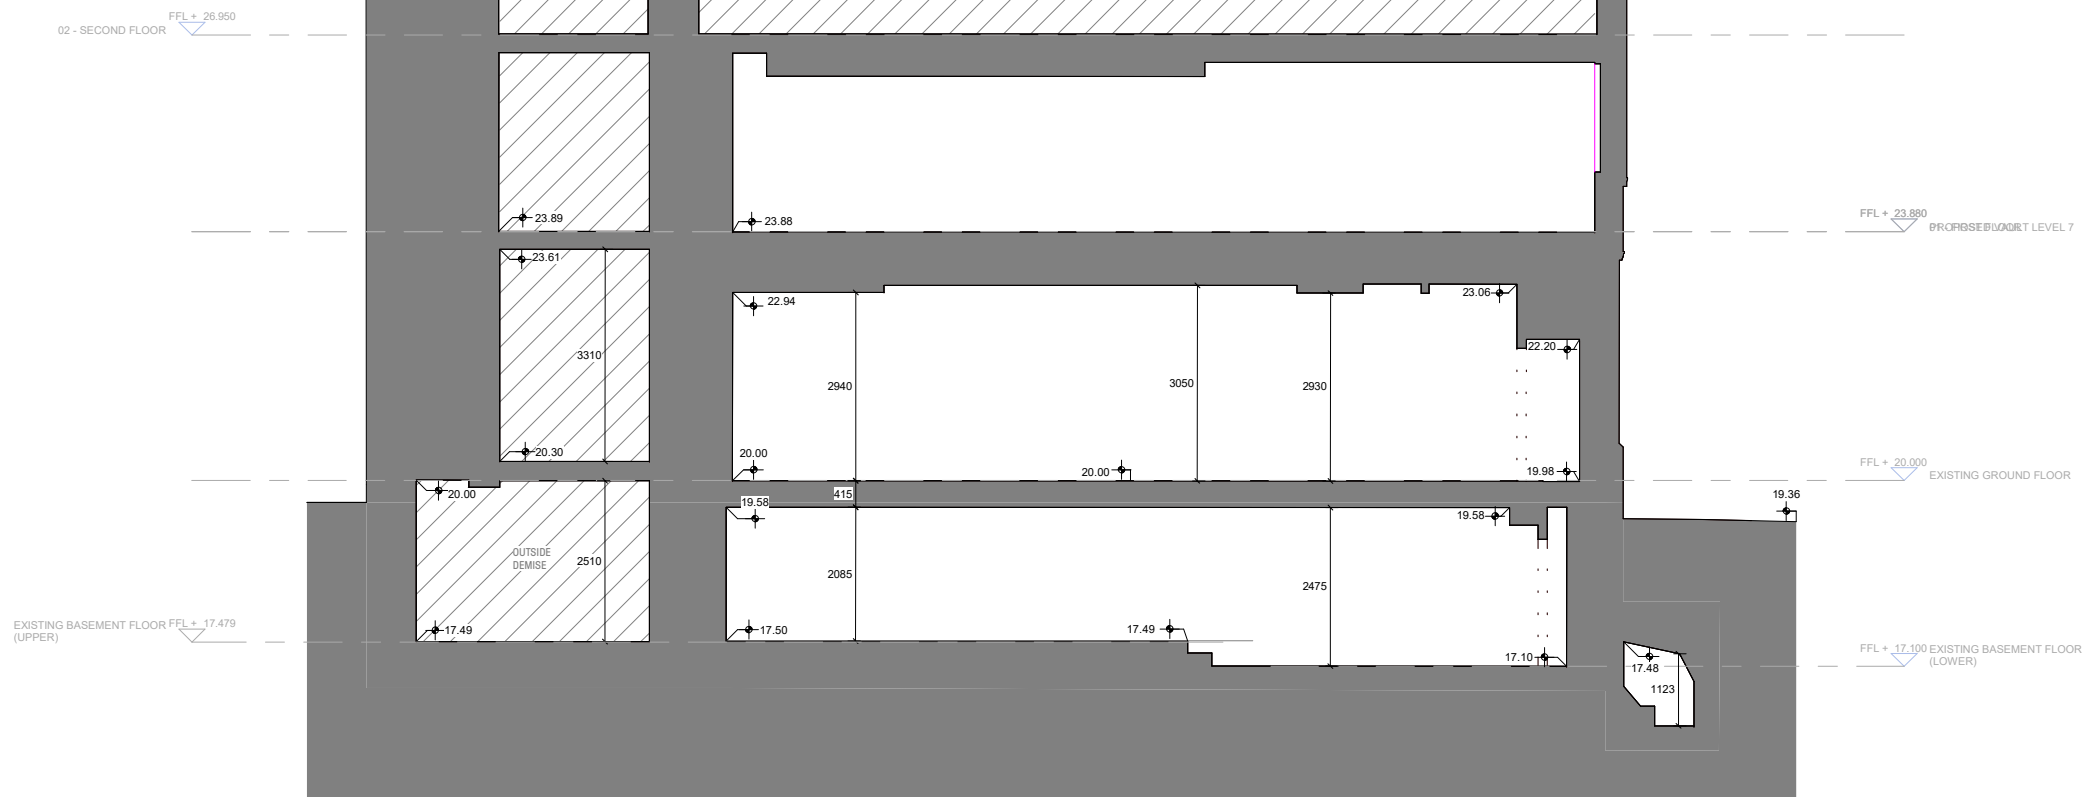 FFL + 26.950
02 - SECOND FLOOR
23.89
23.88
FFL + 23.880
23.61
22.94
23.06
22.20
3310
2940
3050
2930
20.30
20.00
20.00
19.98
FFL + 20.000
EXISTING GROUND FLOOR
20.00
415
19.58
19.58
19.36
OUTSIDE
DEMISE
2510
2085
2475
17.49
17.50
17.49
17.10
FFL + 17.479
EXISTING BASEMENT FLOOR
(UPPER)
FFL + 17.100
EXISTING BASEMENT FLOOR
(LOWER)
17.48
1123